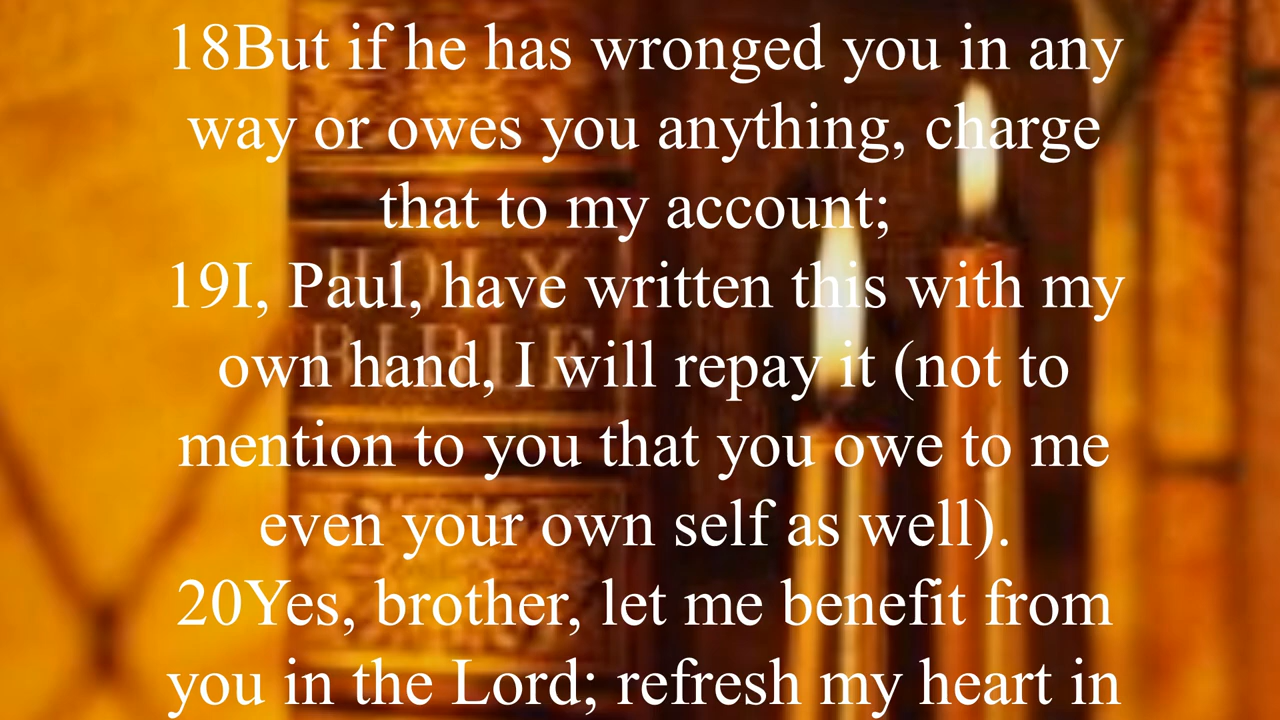 18But if he has wronged you in any
way or owes you anything, charge
that to my account;
19I, Paul, have written this with my
own hand, I will repay it (not to
mention to you that you owe to me
even your own self as well).
20Yes, brother, let me benefit from
you in the Lord; refresh my heart in
HOLY
BIBLE